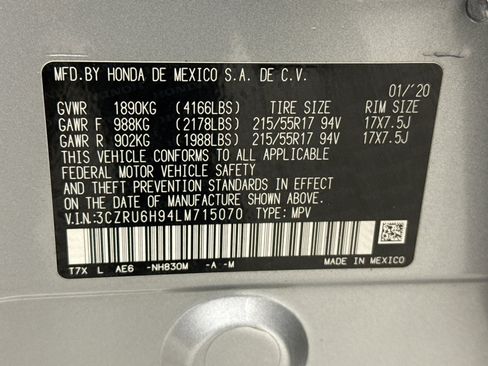 MFD.BY HONDA DE MEXICO S.A. DE C.V.
01/'20
GVWR 1890KG (4166LBS) TIRE SIZE RIM SIZE
GAWR F 988KG (2178LBS) 215/55R17 94V 17X7.5J
GAWR R 902KG (1988LBS) 215/55R17 94V 17X7.5J
THIS VEHICLE CONFORMS TO ALL APPLICABLE
FEDERAL MOTOR VEHICLE SAFETY
AND THEFT PREVENTION STANDARDS IN EFFECT
ON THE DATE OF MANUFACTURE SHOWN ABOVE.
V.I.N:3CZRU6H94LM715070 TYPE: MPV
T7X L AE6 -NH830M -A -M
MADE IN MEXICO